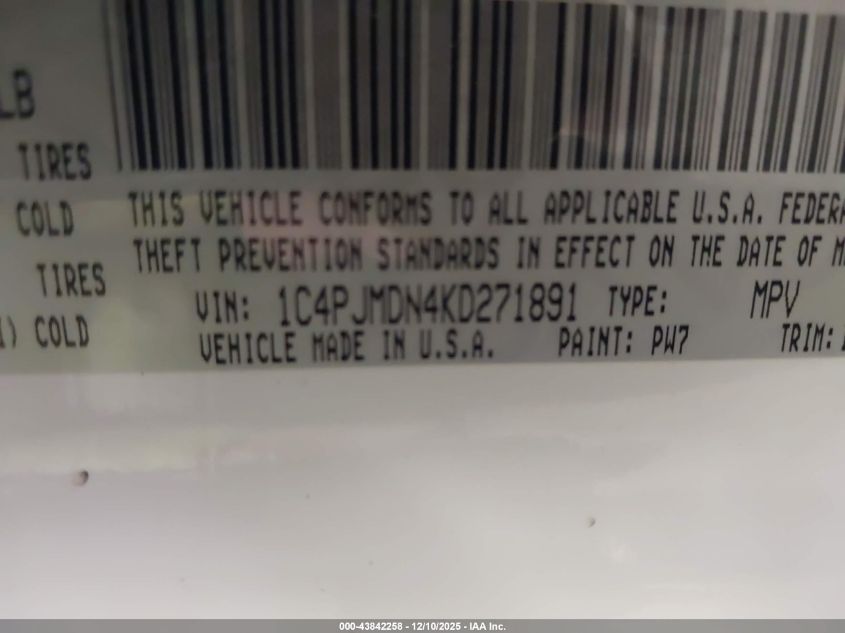 LB
TIRES
COLD
TIRES
) COLD
THIS VEHICLE CONFORMS TO ALL APPLICABLE U.S.A. FEDERA
THEFT PREVENTION STANDARDS IN EFFECT ON THE DATE OF M
VIN: 1C4PJMDN4KD271891 TYPE: MPV
VEHICLE MADE IN U.S.A. PAINT: PW7 TRIM:
000-43842258 - 12/10/2025 - IAA Inc.